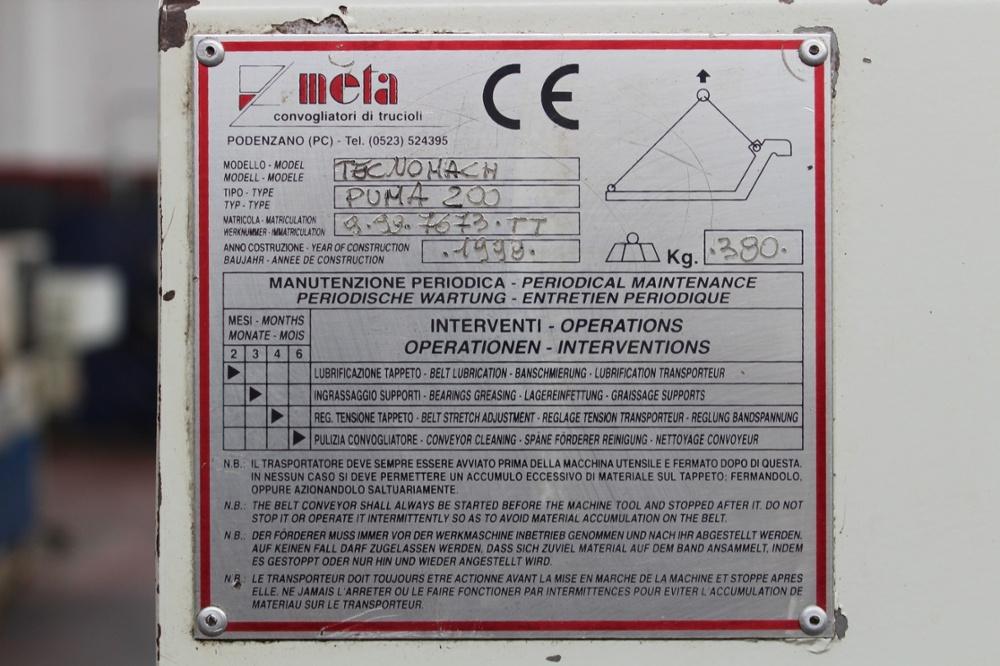 mèta
CE
convogliatori di trucioli
PODENZANO (PC) - Tel. (0523) 524395
MODELLO - MODEL
MODELL - MODELE
TECNOMACH
TIPO - TYPE
TYP - TYPE
PUMA 200
MATRICOLA - MATRICULATION
WERKNUMMER - IMMATRICULATION
9.99.7673.TT
ANNO COSTRUZIONE - YEAR OF CONSTRUCTION
BAUJAHR - ANNEE DE CONSTRUCTION
.1998.
Kg. .380.
MANUTENZIONE PERIODICA - PERIODICAL MAINTENANCE
PERIODISCHE WARTUNG - ENTRETIEN PERIODIQUE
MESI - MONTHS
MONATE - MOIS
2 3 4 6
INTERVENTI - OPERATIONS
OPERATIONEN - INTERVENTIONS
LUBRIFICAZIONE TAPPETO - BELT LUBRICATION - BANSCHMIERUNG - LUBRIFICATION TRANSPORTEUR
INGRASSAGGIO SUPPORTI - BEARINGS GREASING - LAGEREINFETTUNG - GRAISSAGE SUPPORTS
REG. TENSIONE TAPPETO - BELT STRETCH ADJUSTMENT - REGLAGE TENSION TRANSPORTEUR - REGLUNG BANDSPANNUNG
PULIZIA CONVOGLIATORE - CONVEYOR CLEANING - SPÄNE FÖRDERER REINIGUNG - NETTOYAGE CONVOYEUR
N.B.: IL TRASPORTATORE DEVE SEMPRE ESSERE AVVIATO PRIMA DELLA MACCHINA UTENSILE E FERMATO DOPO DI QUESTA.
IN NESSUN CASO SI DEVE PERMETTERE UN ACCUMULO ECCESSIVO DI MATERIALE SUL TAPPETO: FERMANDOLO,
OPPURE AZIONANDOLO SALTUARIAMENTE.
N.B.: THE BELT CONVEYOR SHALL ALWAYS BE STARTED BEFORE THE MACHINE TOOL AND STOPPED AFTER IT. DO NOT
STOP IT OR OPERATE IT INTERMITTENTLY SO AS TO AVOID MATERIAL ACCUMULATION ON THE BELT.
N.B.: DER FÖRDERER MUSS IMMER VOR DER WERKMASCHINE INBETRIEB GENOMMEN UND NACH IHR ABGESTELLT WERDEN.
AUF KEINEN FALL DARF ZUGELASSEN WERDEN, DASS SICH ZUVIEL MATERIAL AUF DEM BAND ANSAMMELT, INDEM
ES GESTOPPT ODER NUR HIN UND WIEDER ANGESTELLT WIRD.
N.B.: LE TRANSPORTEUR DOIT TOUJOURS ETRE ACTIONNE AVANT LA MISE EN MARCHE DE LA MACHINE ET STOPPE APRES
ELLE. NE JAMAIS L'ARRETER OU LE FAIRE FONCTIONER PAR INTERMITTENCES POUR EVITER L'ACCUMULATION DE
MATERIAU SUR LE TRANSPORTEUR.